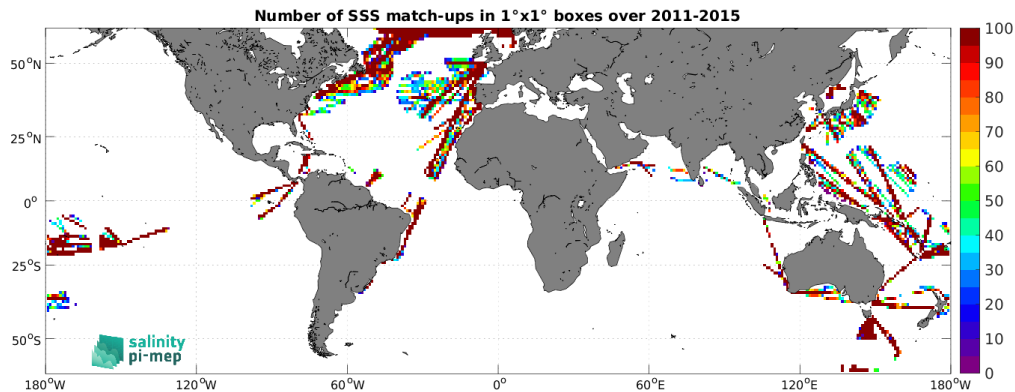 Number of SSS match-ups in 1°x1° boxes over 2011-2015
50°N
25°N
0°
25°S
50°S
180°W
120°W
60°W
0°
60°E
120°E
180°W
100
90
80
70
60
50
40
30
20
10
0
salinity
pi-mep